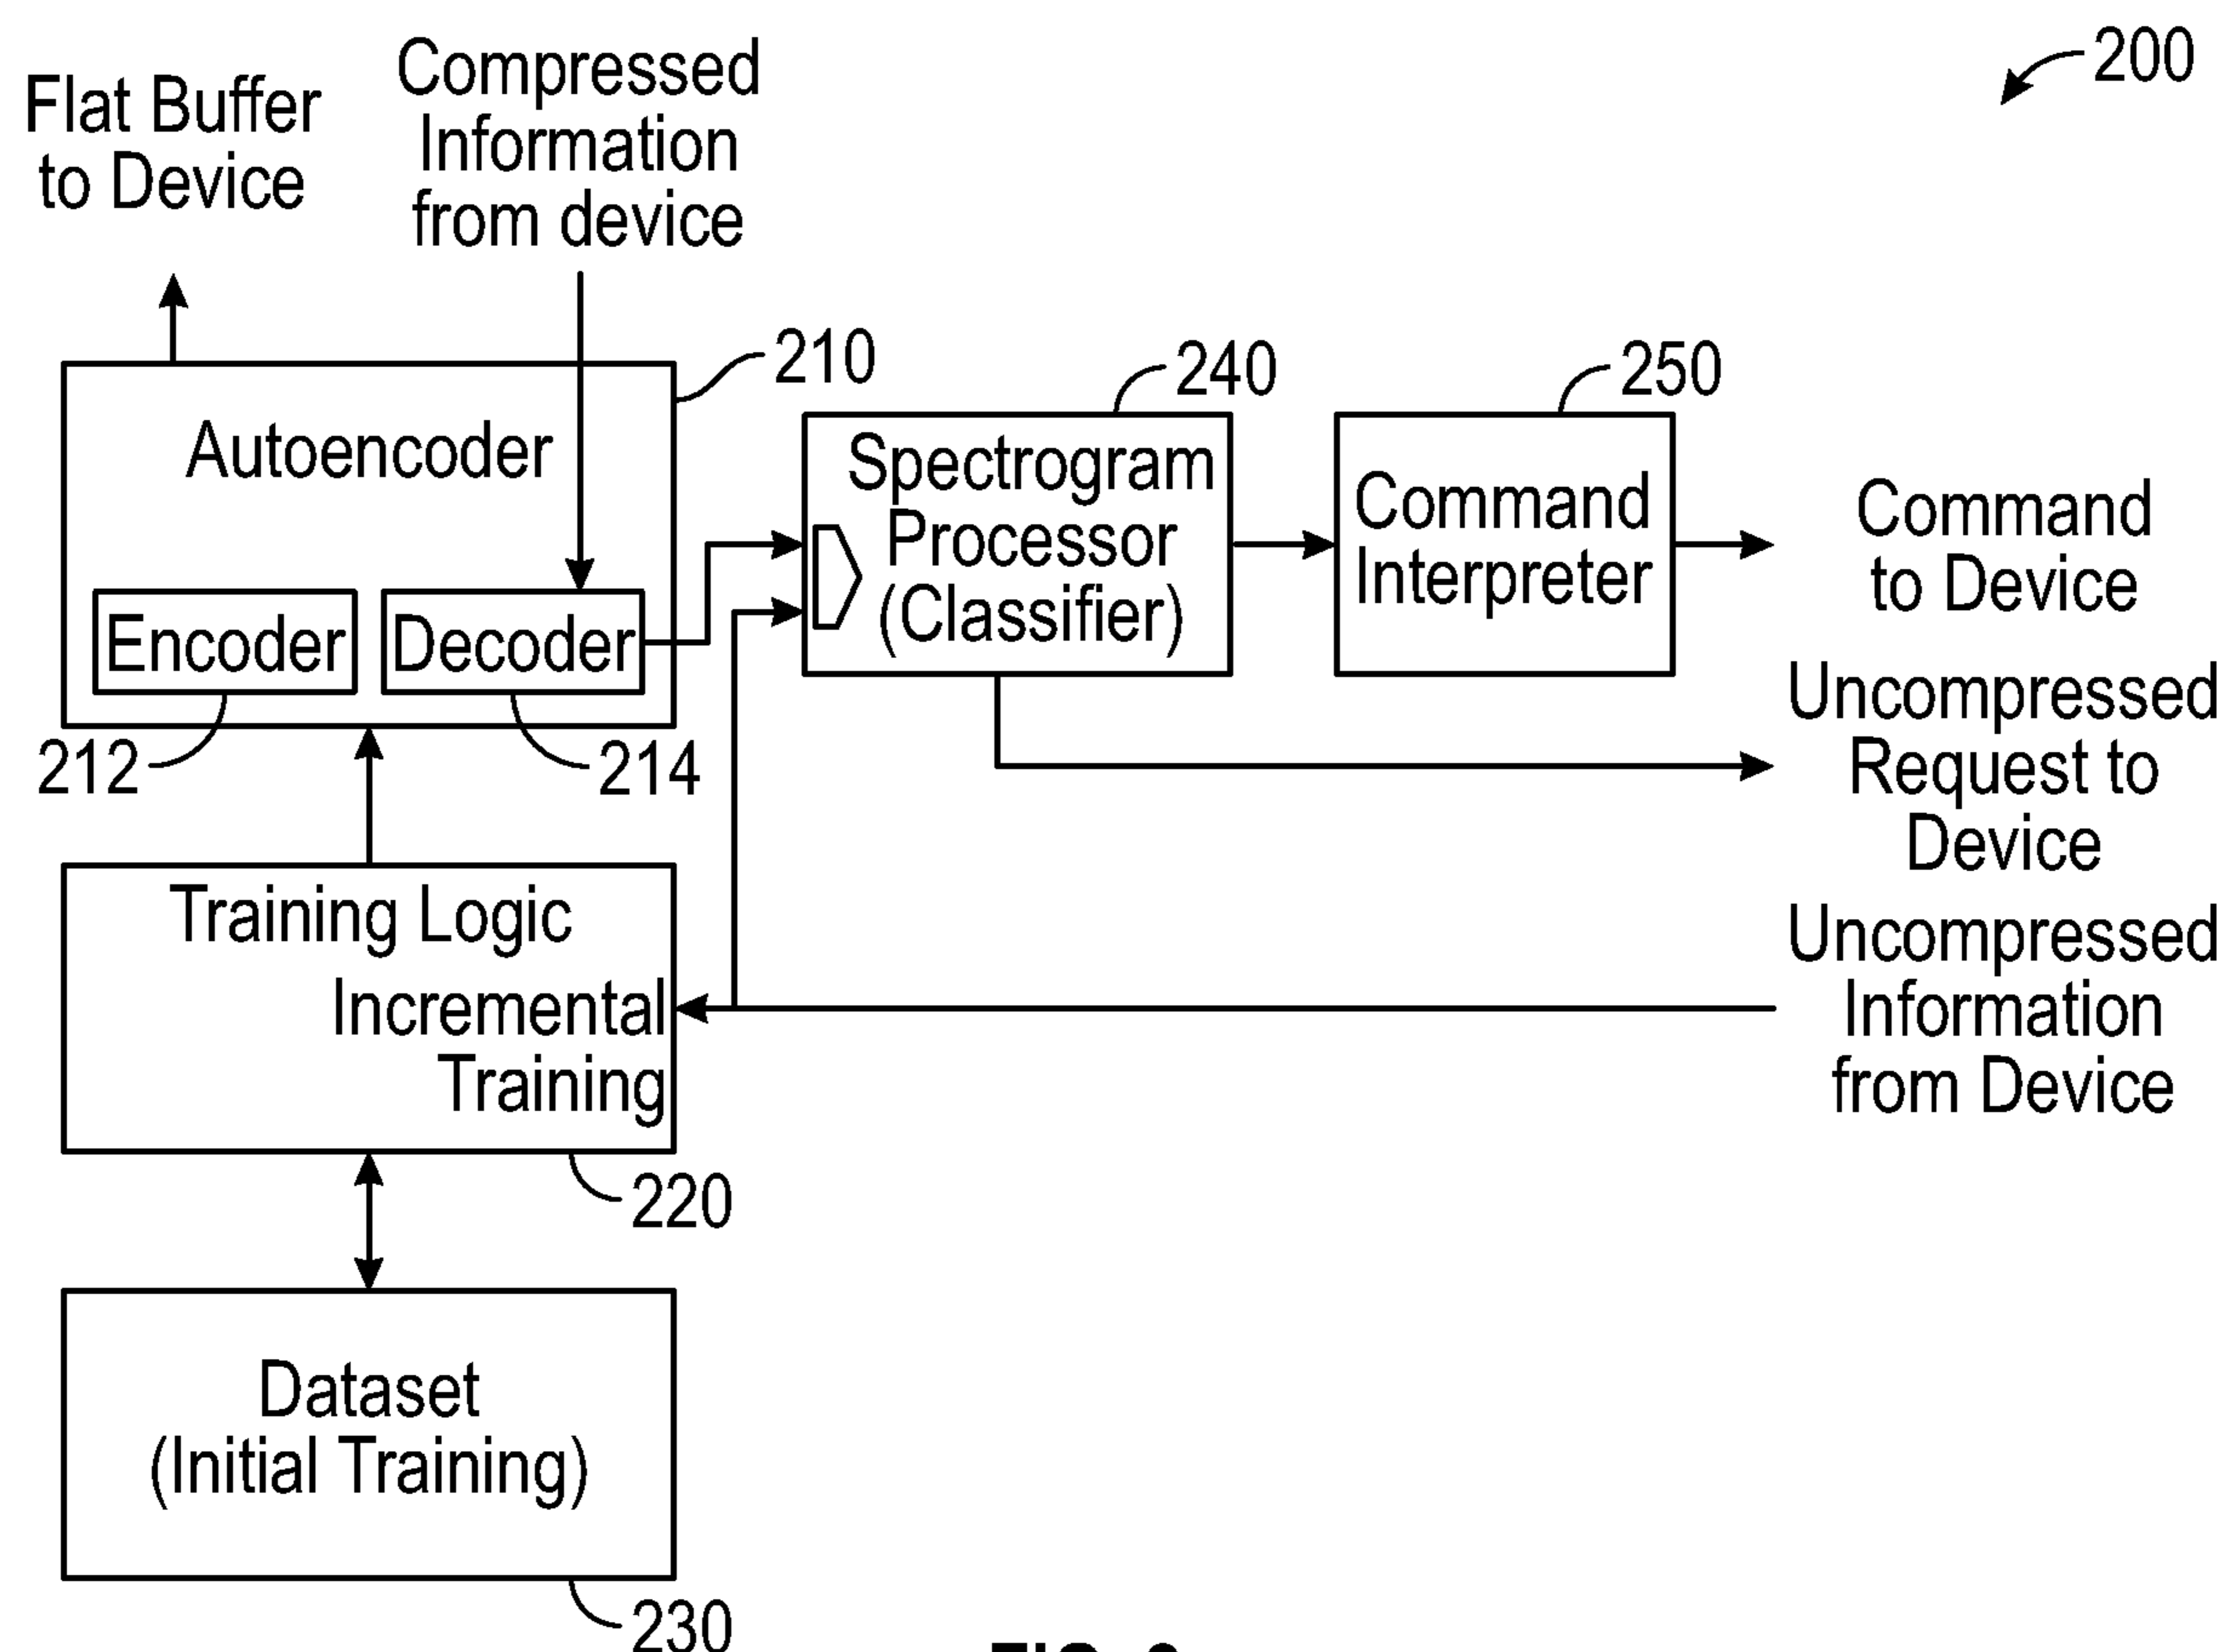 200
Flat Buffer
to Device
Compressed
Information
from device
210
Autoencoder
Encoder
Decoder
212
214
240
Spectrogram
Processor
(Classifier)
250
Command
Interpreter
Command
to Device
Uncompressed
Request to
Device
Uncompressed
Information
from Device
Training Logic
Incremental
Training
220
Dataset
(Initial Training)
230